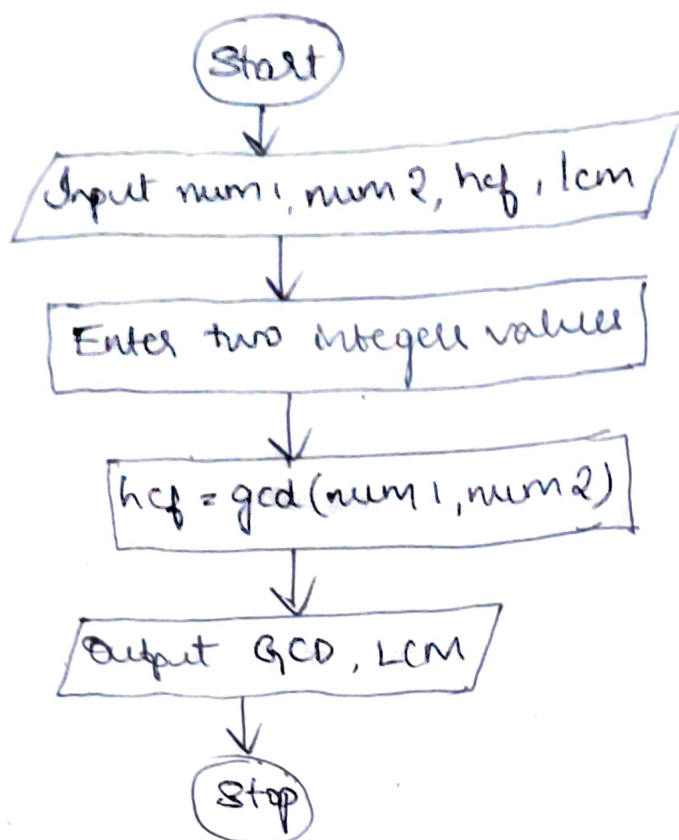 Start
Input num1, num2, hcf, lcm
Enter two integer values
hcf = gcd(num1, num2)
Output GCD, LCM
Stop